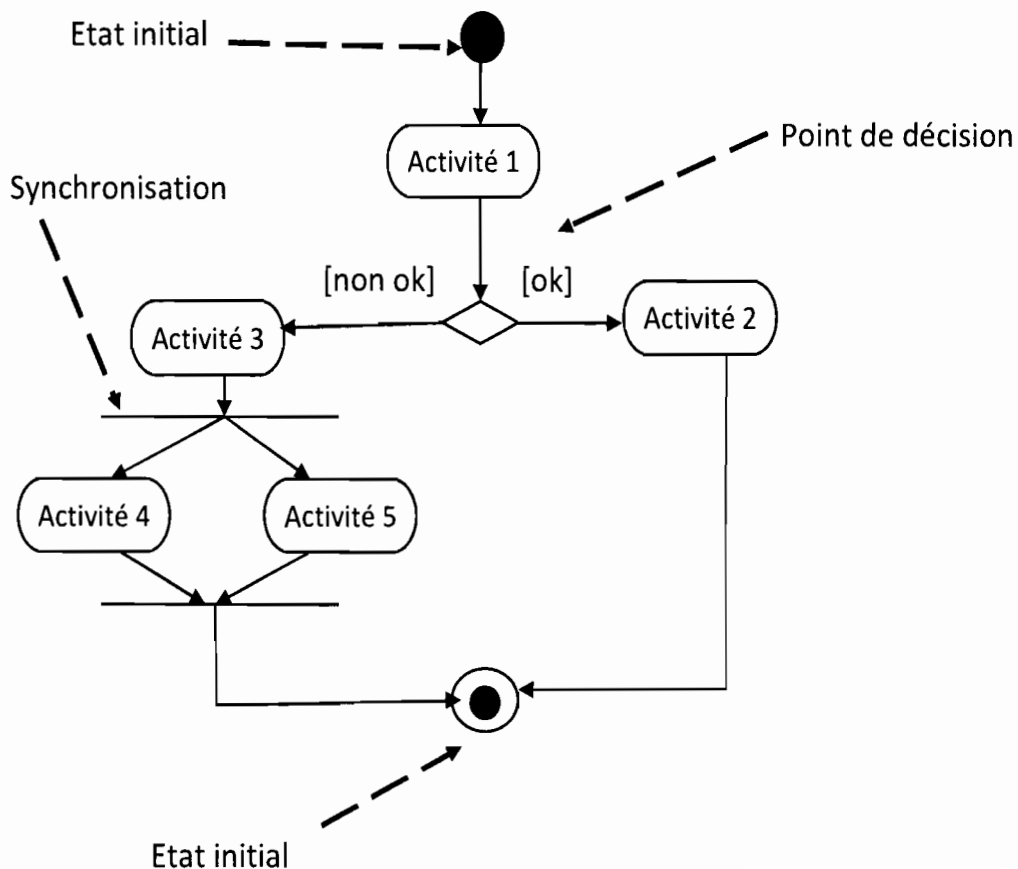 Etat initial
Activité 1
Point de décision
Synchronisation
[non ok]
[ok]
Activité 3
Activité 2
Activité 4
Activité 5
Etat initial